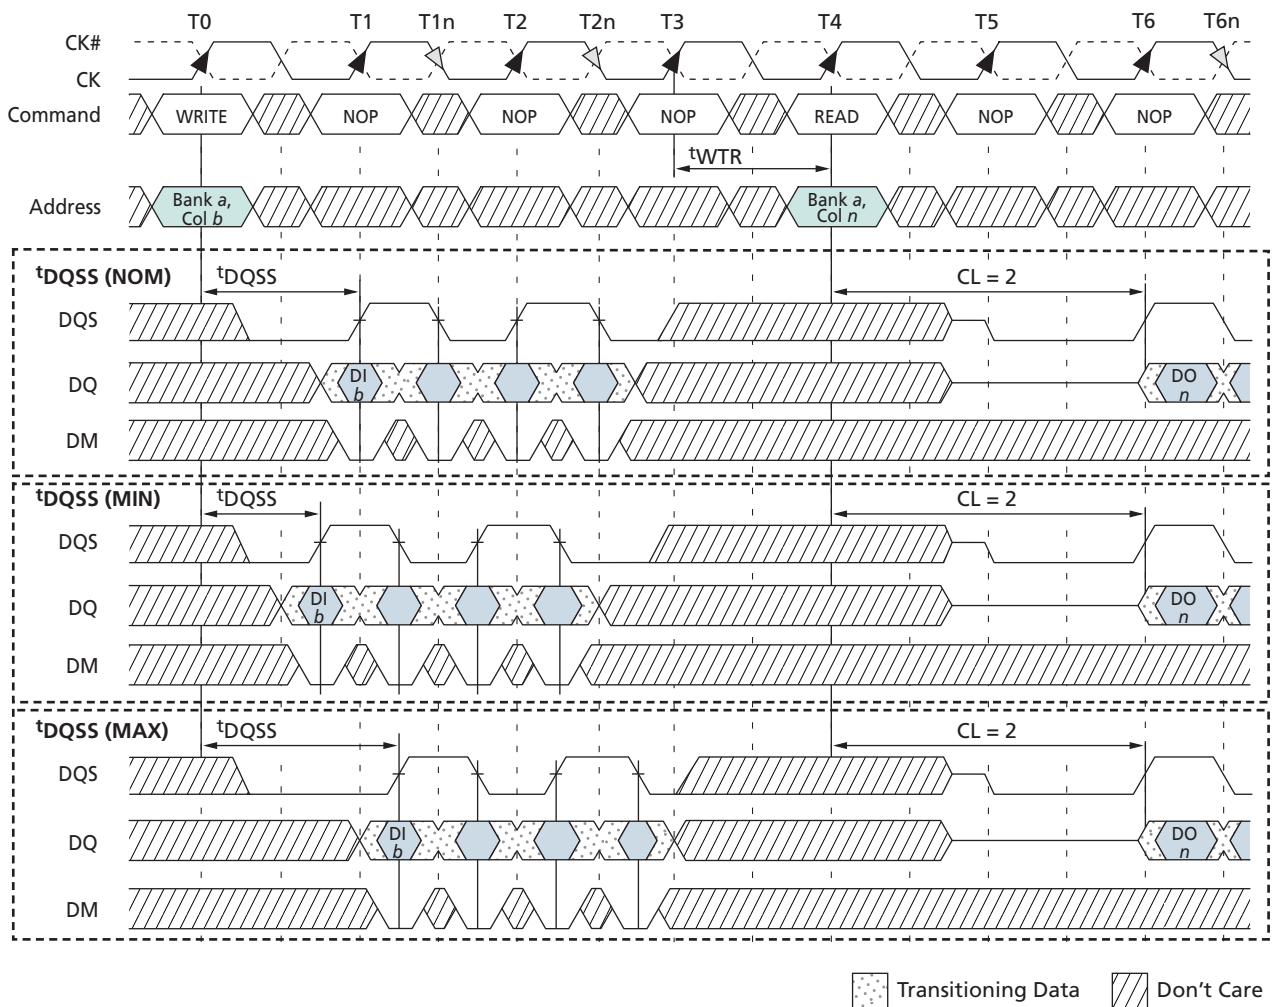 T0 T1 T1n T2 T2n T3 T4 T5 T6 T6n
CK#
CK
Command WRITE NOP NOP NOP READ NOP NOP
tWTR
Address Bank a, Col b Bank a, Col n
tDQSS (NOM) tDQSS CL = 2
DQS
DQ DI b DO n
DM
tDQSS (MIN) tDQSS CL = 2
DQS
DQ DI b DO n
DM
tDQSS (MAX) tDQSS CL = 2
DQS
DQ DI b DO n
DM
Transitioning Data Don't Care